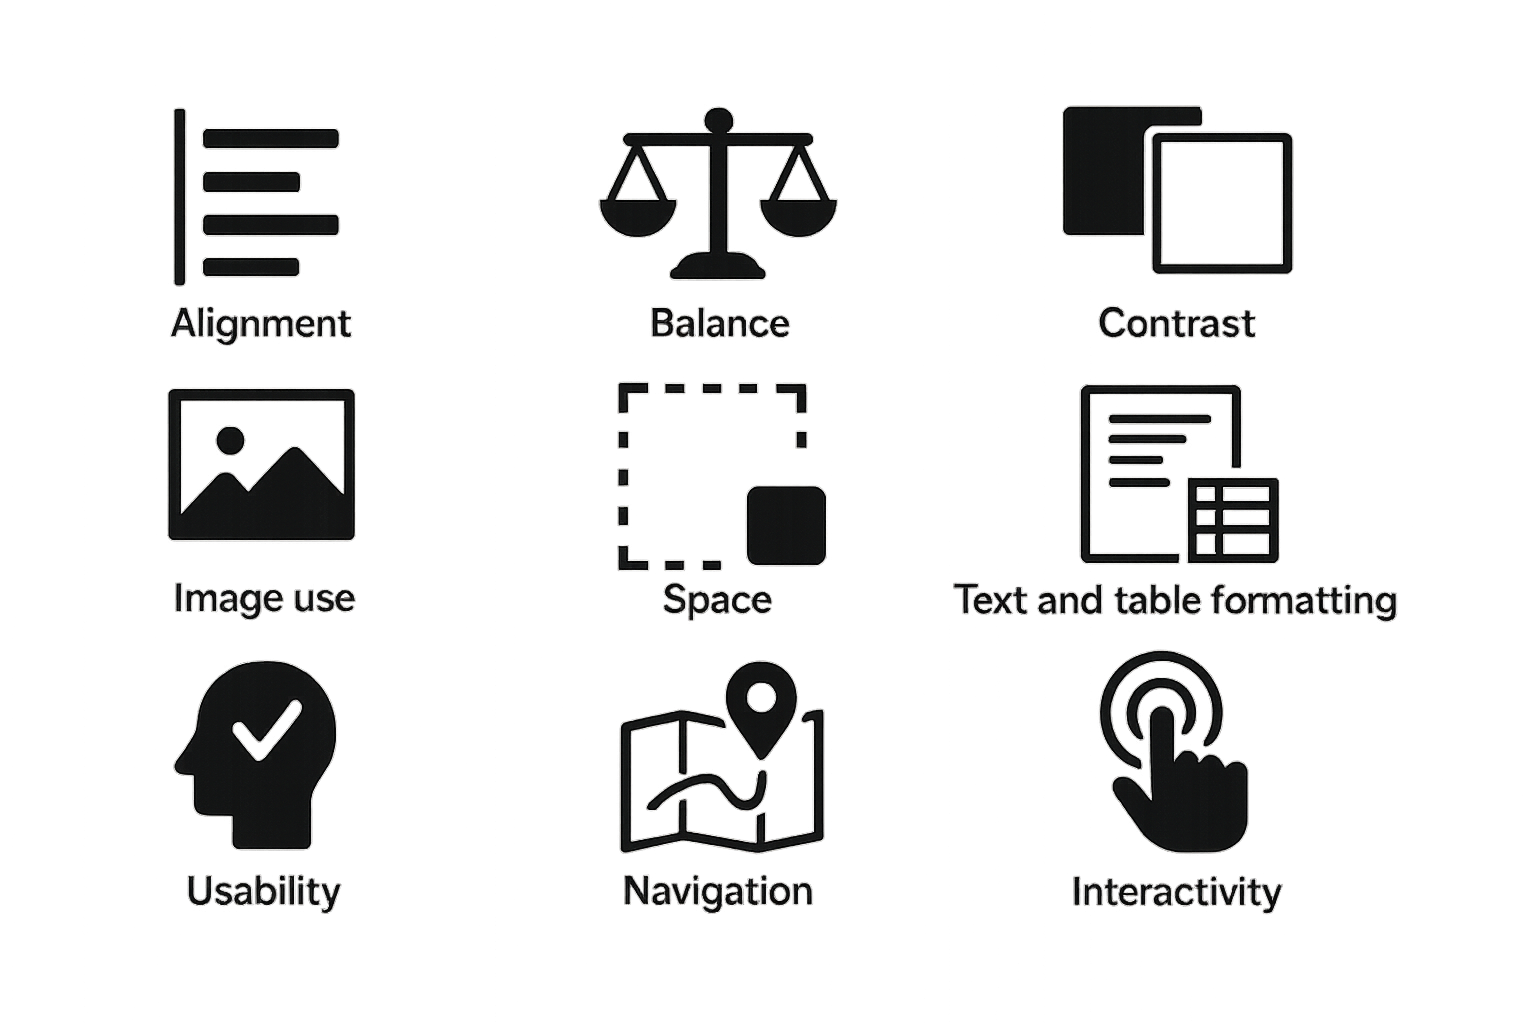 Alignment
Balance
Contrast
Image use
Space
Text and table formatting
Usability
Navigation
Interactivity